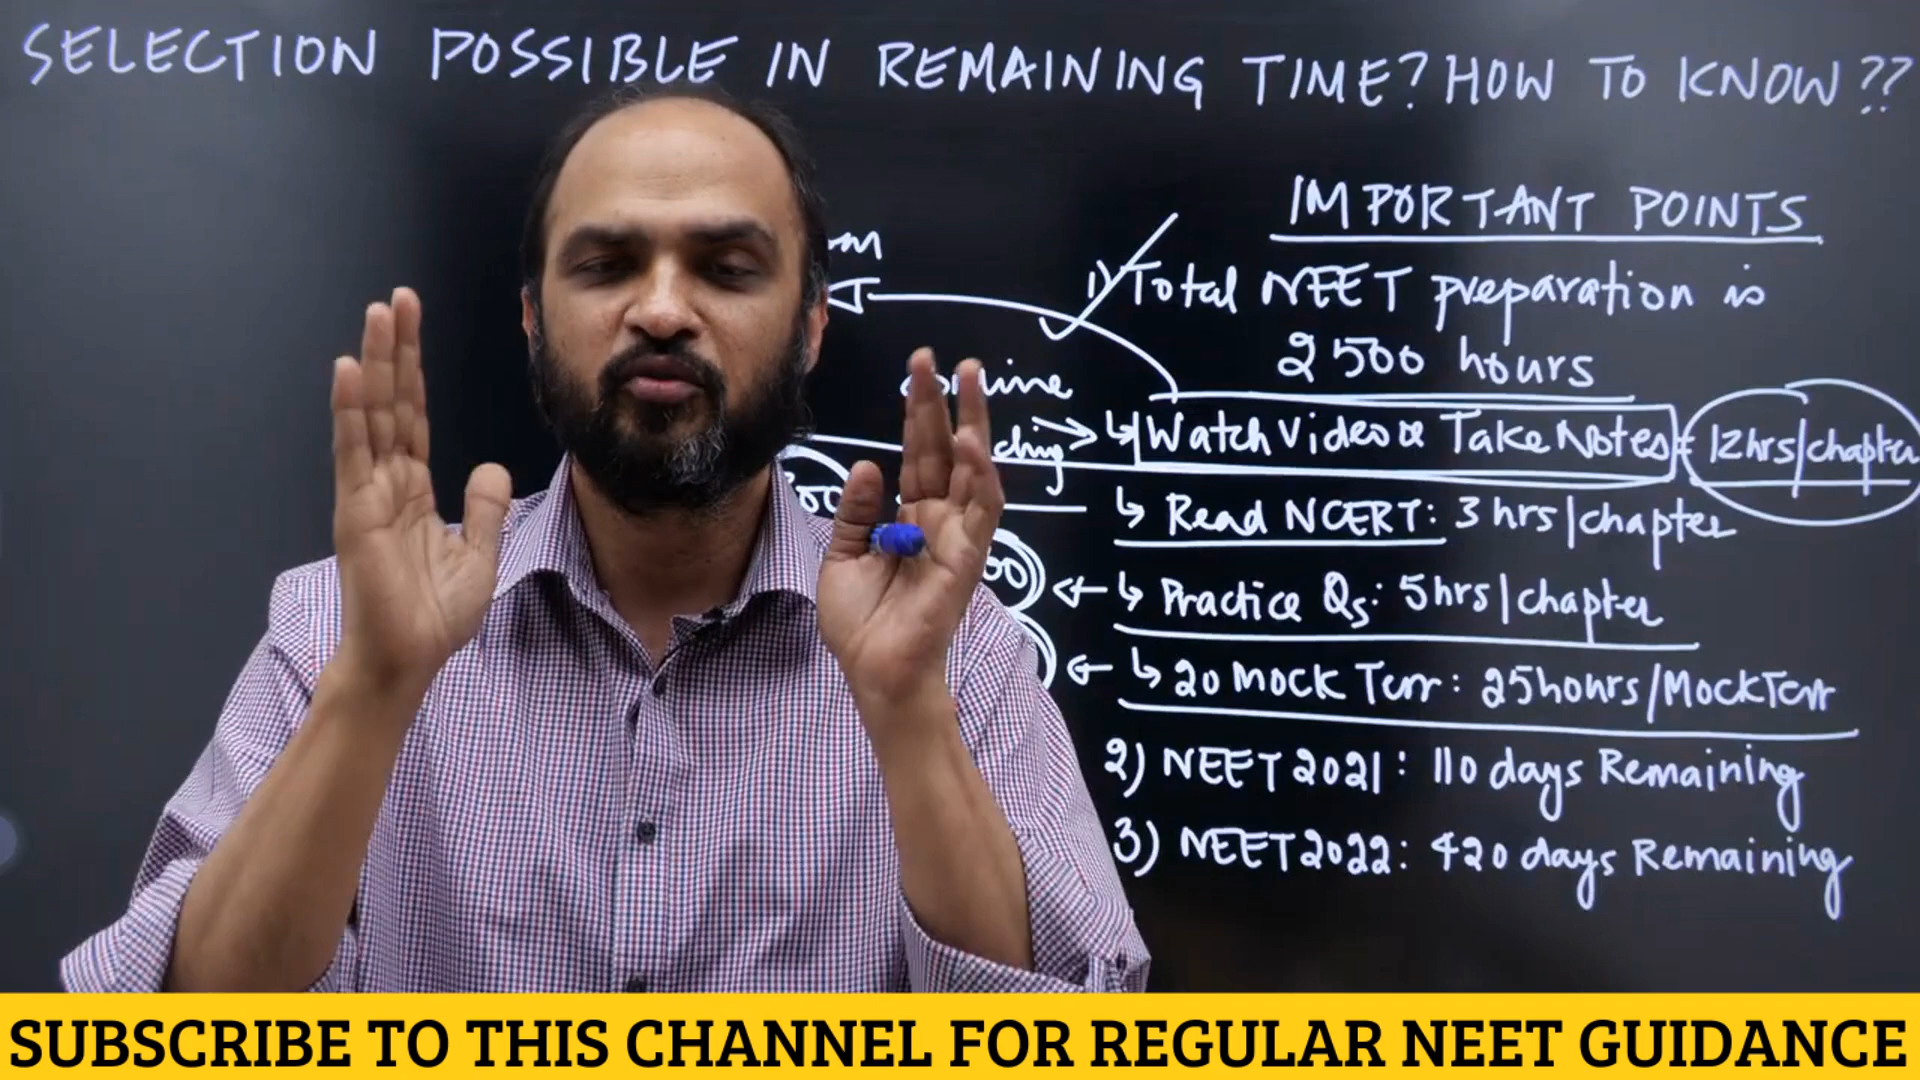 SELECTION POSSIBLE IN REMAINING TIME? HOW TO KNOW??
IMPORTANT POINTS
1) Total NEET preparation is
2500 hours
↳ Watch Video & Take Notes = 12hrs/chapter
↳ Read NCERT: 3 hrs/chapter
↳ Practice Qs: 5hrs/chapter
↳ 20 Mock Test: 25 hours/Mock Test
2) NEET 2021: 110 days Remaining
3) NEET 2022: 420 days Remaining
SUBSCRIBE TO THIS CHANNEL FOR REGULAR NEET GUIDANCE